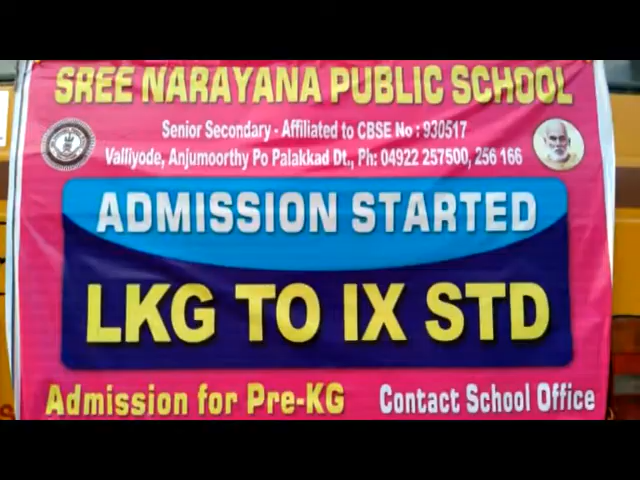 SREE NARAYANA PUBLIC SCHOOL
Senior Secondary - Affiliated to CBSE No : 930517
Valliyode, Anjumoorthy Po Palakkad Dt., Ph: 04922 257500, 256 166
ADMISSION STARTED
LKG TO IX STD
Admission for Pre-KG Contact School Office